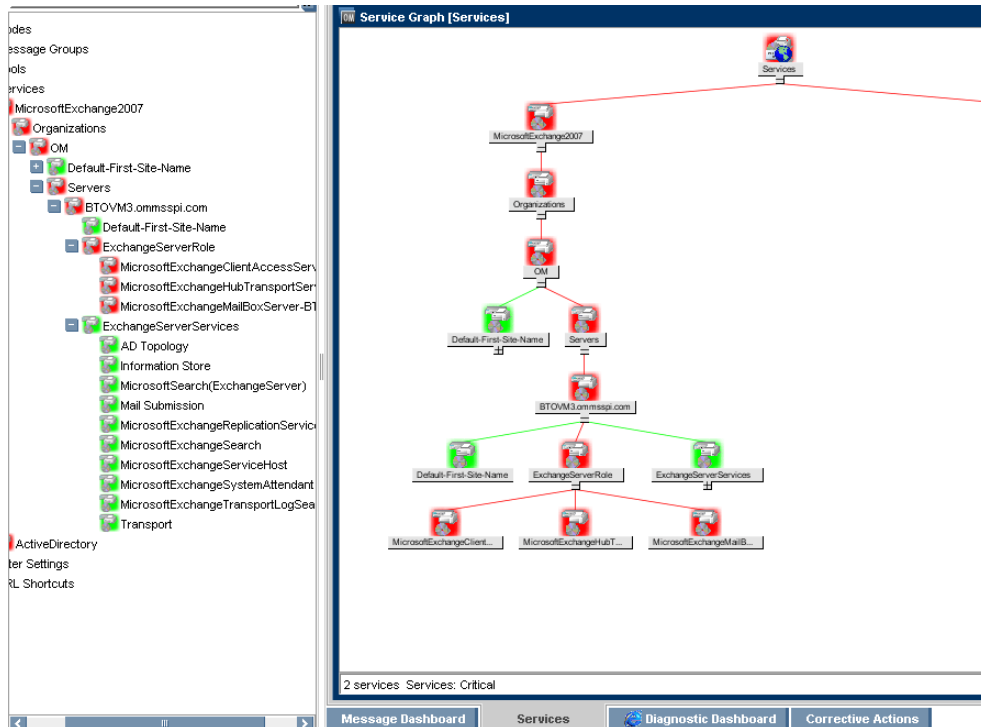 odes
essage Groups
ools
ervices
MicrosoftExchange2007
Organizations
OM
Default-First-Site-Name
Servers
BTOVM3.ommsspi.com
Default-First-Site-Name
ExchangeServerRole
MicrosoftExchangeClientAccessServ
MicrosoftExchangeHubTransportSer
MicrosoftExchangeMailBoxServer-BT
ExchangeServerServices
AD Topology
Information Store
MicrosoftSearch(ExchangeServer)
Mail Submission
MicrosoftExchangeReplicationService
MicrosoftExchangeSearch
MicrosoftExchangeServiceHost
MicrosoftExchangeSystemAttendant
MicrosoftExchangeTransportLogSea
Transport
ActiveDirectory
ter Settings
RL Shortcuts
OM Service Graph [Services]
Services
MicrosoftExchange2007
Organizations
OM
Default-First-Site-Name Servers
BTOVM3.ommsspi.com
Default-First-Site-Name ExchangeServerRole ExchangeServerServices
MicrosoftExchangeClient... MicrosoftExchangeHubT... MicrosoftExchangeMailB...
2 services Services: Critical
Message Dashboard Services Diagnostic Dashboard Corrective Actions